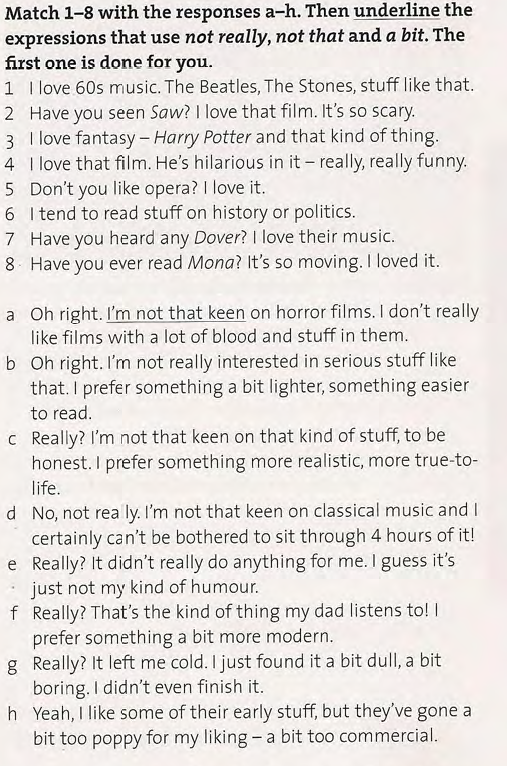 Match 1–8 with the responses a–h. Then underline the
expressions that use not really, not that and a bit. The
first one is done for you.
1 I love 60s music. The Beatles, The Stones, stuff like that.
2 Have you seen Saw? I love that film. It's so scary.
3 I love fantasy – Harry Potter and that kind of thing.
4 I love that film. He's hilarious in it – really, really funny.
5 Don't you like opera? I love it.
6 I tend to read stuff on history or politics.
7 Have you heard any Dover? I love their music.
8 Have you ever read Mona? It's so moving. I loved it.
a Oh right. I'm not that keen on horror films. I don't really
like films with a lot of blood and stuff in them.
b Oh right. I'm not really interested in serious stuff like
that. I prefer something a bit lighter, something easier
to read.
c Really? I'm not that keen on that kind of stuff, to be
honest. I prefer something more realistic, more true-to-
life.
d No, not really. I'm not that keen on classical music and I
certainly can't be bothered to sit through 4 hours of it!
e Really? It didn't really do anything for me. I guess it's
just not my kind of humour.
f Really? That's the kind of thing my dad listens to! I
prefer something a bit more modern.
g Really? It left me cold. I just found it a bit dull, a bit
boring. I didn't even finish it.
h Yeah, I like some of their early stuff, but they've gone a
bit too poppy for my liking – a bit too commercial.